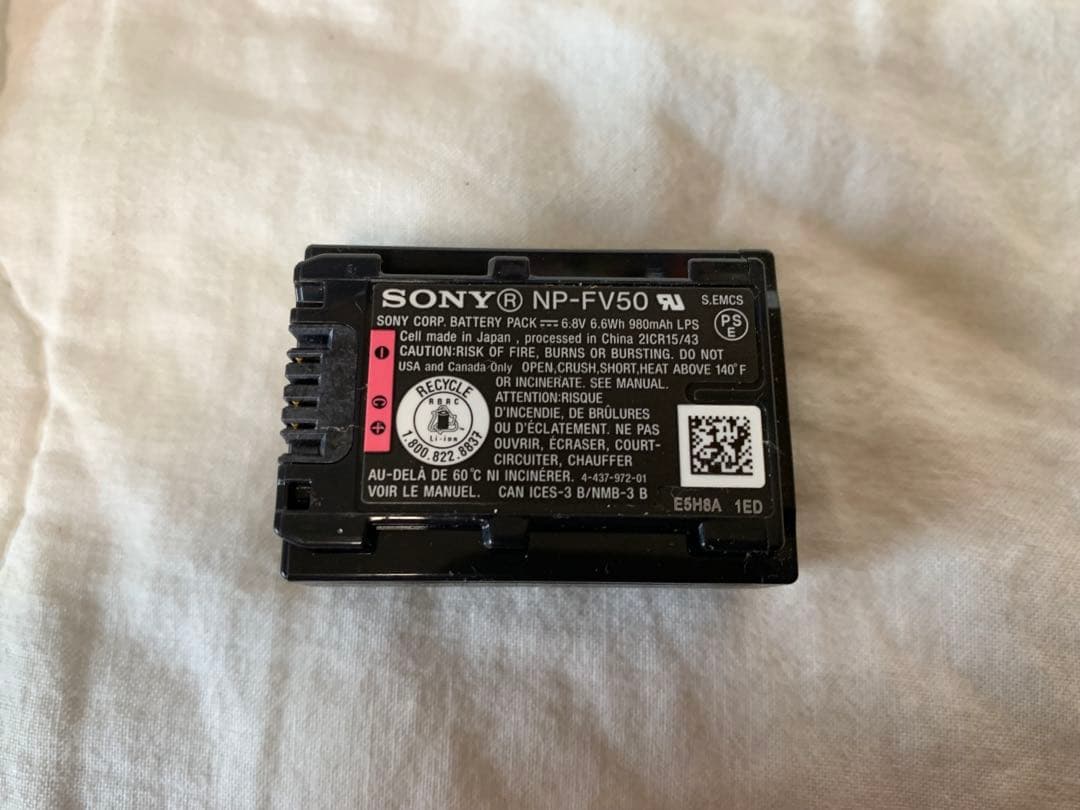 SONY® NP-FV50 S.EMCS
SONY CORP. BATTERY PACK ⎓ 6.8V 6.6Wh 980mAh LPS
PS E
Cell made in Japan , processed in China 2ICR15/43
CAUTION:RISK OF FIRE, BURNS OR BURSTING. DO NOT
USA and Canada Only OPEN,CRUSH,SHORT,HEAT ABOVE 140°F
OR INCINERATE. SEE MANUAL.
RECYCLE
RBRC
Li-ion
1.800.822.8837
ATTENTION:RISQUE
D'INCENDIE, DE BRÛLURES
OU D'ÉCLATEMENT. NE PAS
OUVRIR, ÉCRASER, COURT-
CIRCUITER, CHAUFFER
AU-DELÀ DE 60°C NI INCINÉRER. 4-437-972-01
VOIR LE MANUEL. CAN ICES-3 B/NMB-3 B
E5H8A 1ED